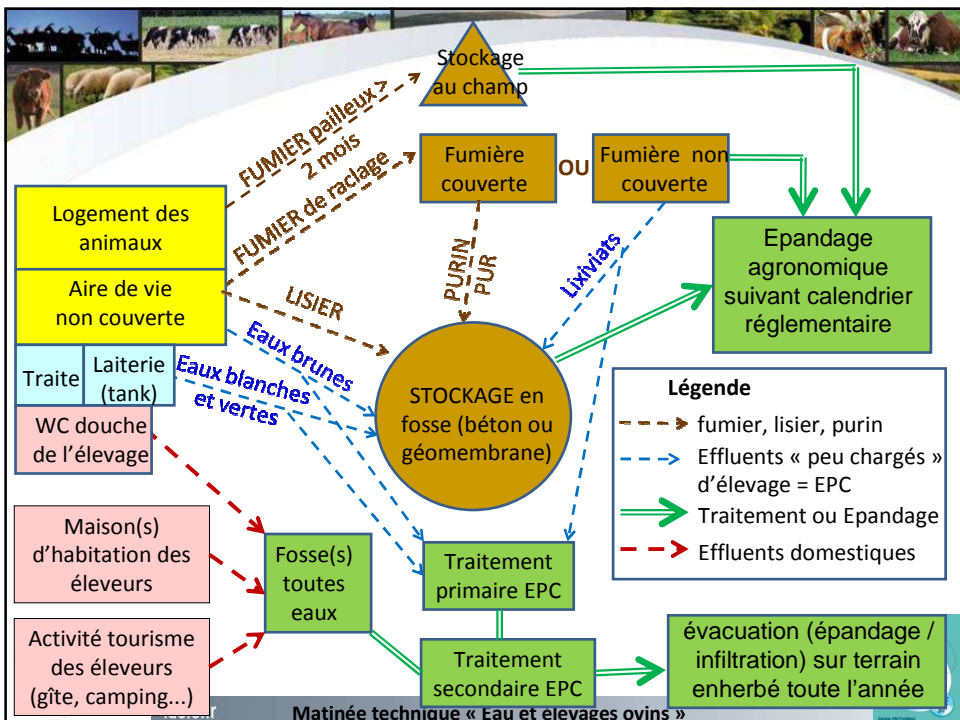 Stockage
au champ
FUMIER pailleux
2 mois
FUMIER de raclage
Fumière
couverte
OU
Fumière non
couverte
Logement des
animaux
Aire de vie
non couverte
LISIER
PURIN
PUR
Lixiviats
Epandage
agronomique
suivant calendrier
réglementaire
Traite
Laiterie
(tank)
Eaux brunes
Eaux blanches
et vertes
STOCKAGE en
fosse (béton ou
géomembrane)
WC douche
de l’élevage
Légende
fumier, lisier, purin
Effluents « peu chargés »
d’élevage = EPC
Traitement ou Epandage
Effluents domestiques
Maison(s)
d’habitation des
éleveurs
Fosse(s)
toutes
eaux
Traitement
primaire EPC
Activité tourisme
des éleveurs
(gîte, camping...)
Traitement
secondaire EPC
évacuation (épandage /
infiltration) sur terrain
enherbé toute l’année
Matinée technique « Eau et élevages ovins »